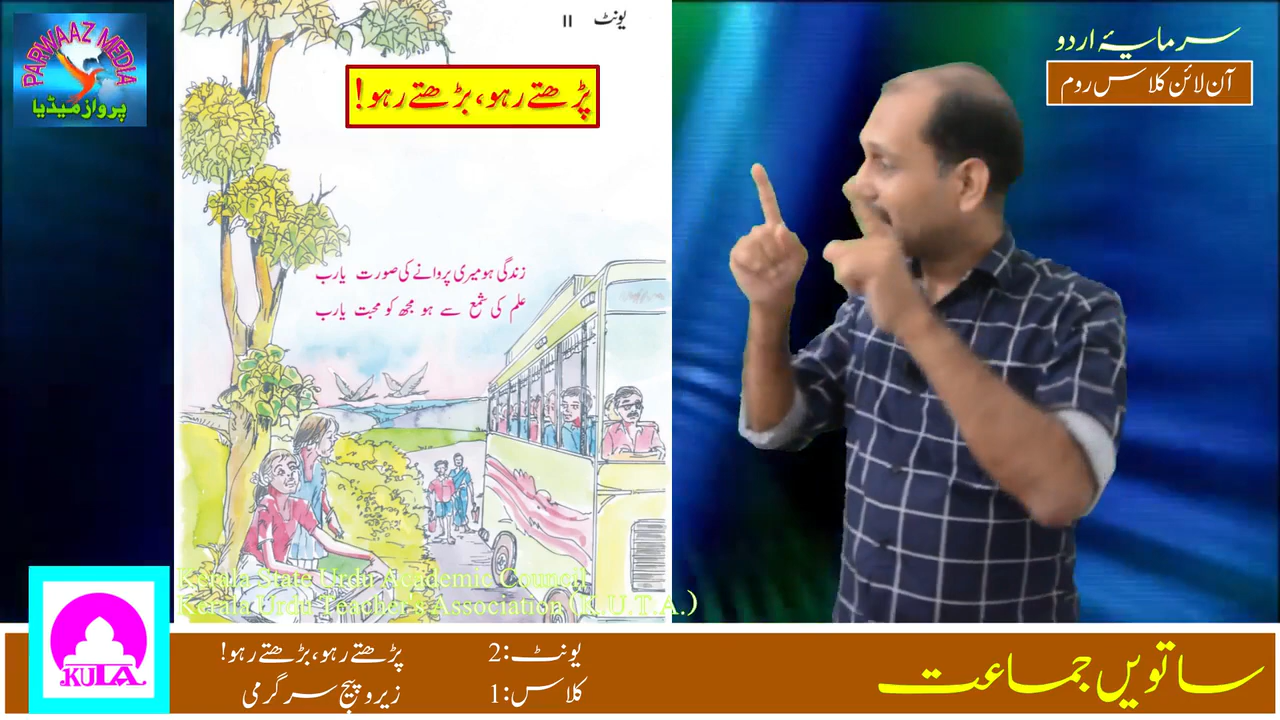 PARWAAZ MEDIA
پرواز میڈیا
یونٹ II
پڑھتے رہو، بڑھتے رہو!
زندگی ہو میری پروانے کی صورت یارب
علم کی شمع سے ہو مجھ کو محبت یارب
سرمایۂ اردو
آن لائن کلاس روم
Kerala State Urdu Academic Council
Kerala Urdu Teacher's Association (K.U.T.A.)
KUTA
ساتویں جماعت
یونٹ:2 پڑھتے رہو، بڑھتے رہو!
کلاس:1 زیرو پیج سرگرمی